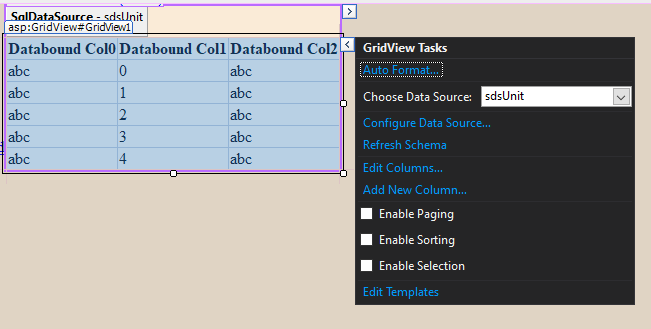 SqlDataSource - sdsUnit
asp:GridView#GridView1
Databound Col0 Databound Col1 Databound Col2
abc 0 abc
abc 1 abc
abc 2 abc
abc 3 abc
abc 4 abc
GridView Tasks
Auto Format...
Choose Data Source: sdsUnit
Configure Data Source...
Refresh Schema
Edit Columns...
Add New Column...
Enable Paging
Enable Sorting
Enable Selection
Edit Templates